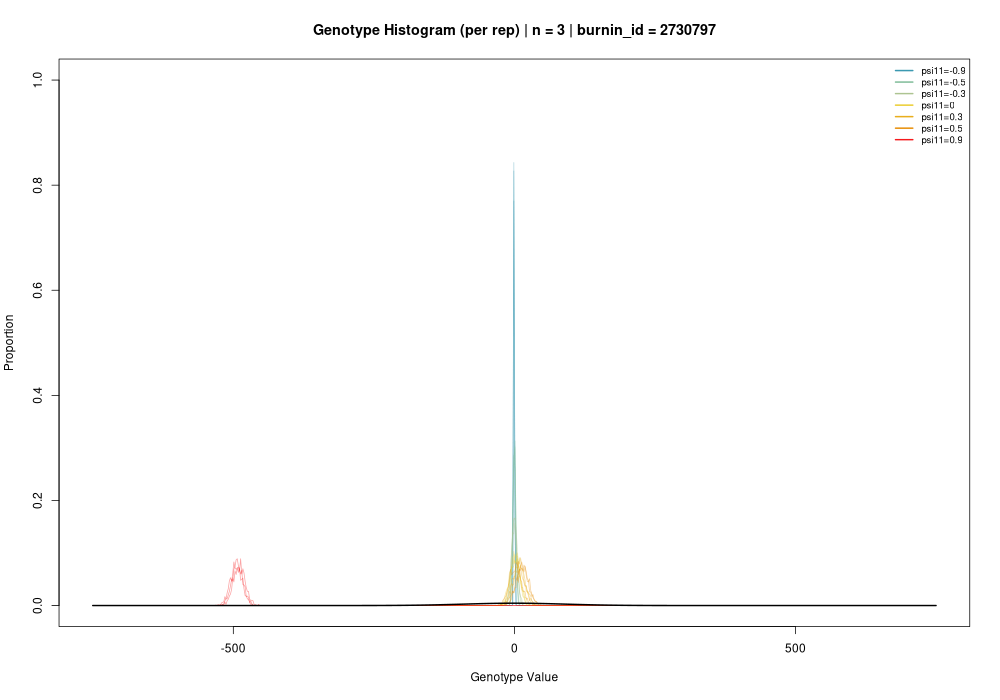 Genotype Histogram (per rep) | n = 3 | burnin_id = 2730797
psi11=-0.9
psi11=-0.5
psi11=-0.3
psi11=0
psi11=0.3
psi11=0.5
psi11=0.9
Proportion
1.0
0.8
0.6
0.4
0.2
0.0
-500
0
500
Genotype Value